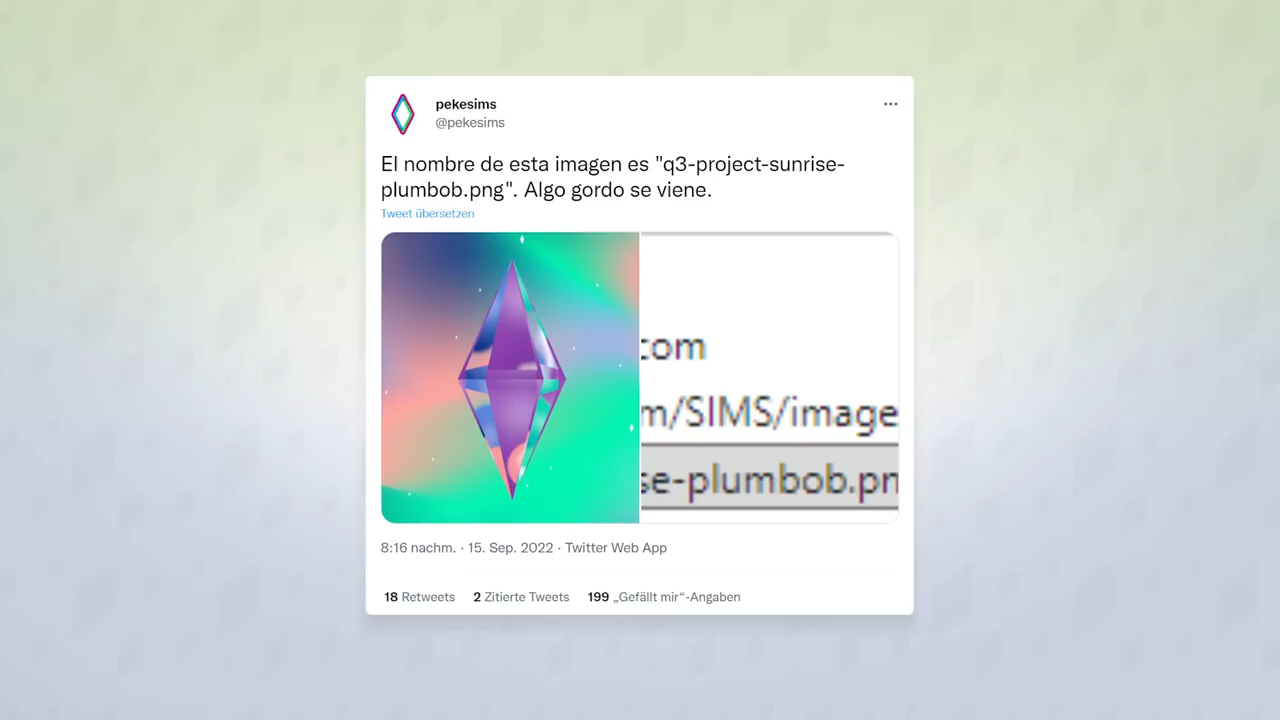 pekesims
@pekesims
El nombre de esta imagen es "q3-project-sunrise-
plumbob.png". Algo gordo se viene.
Tweet übersetzen
com
m/SIMS/image
se-plumbob.pn
8:16 nachm. · 15. Sep. 2022 · Twitter Web App
18 Retweets 2 Zitierte Tweets 199 „Gefällt mir“-Angaben